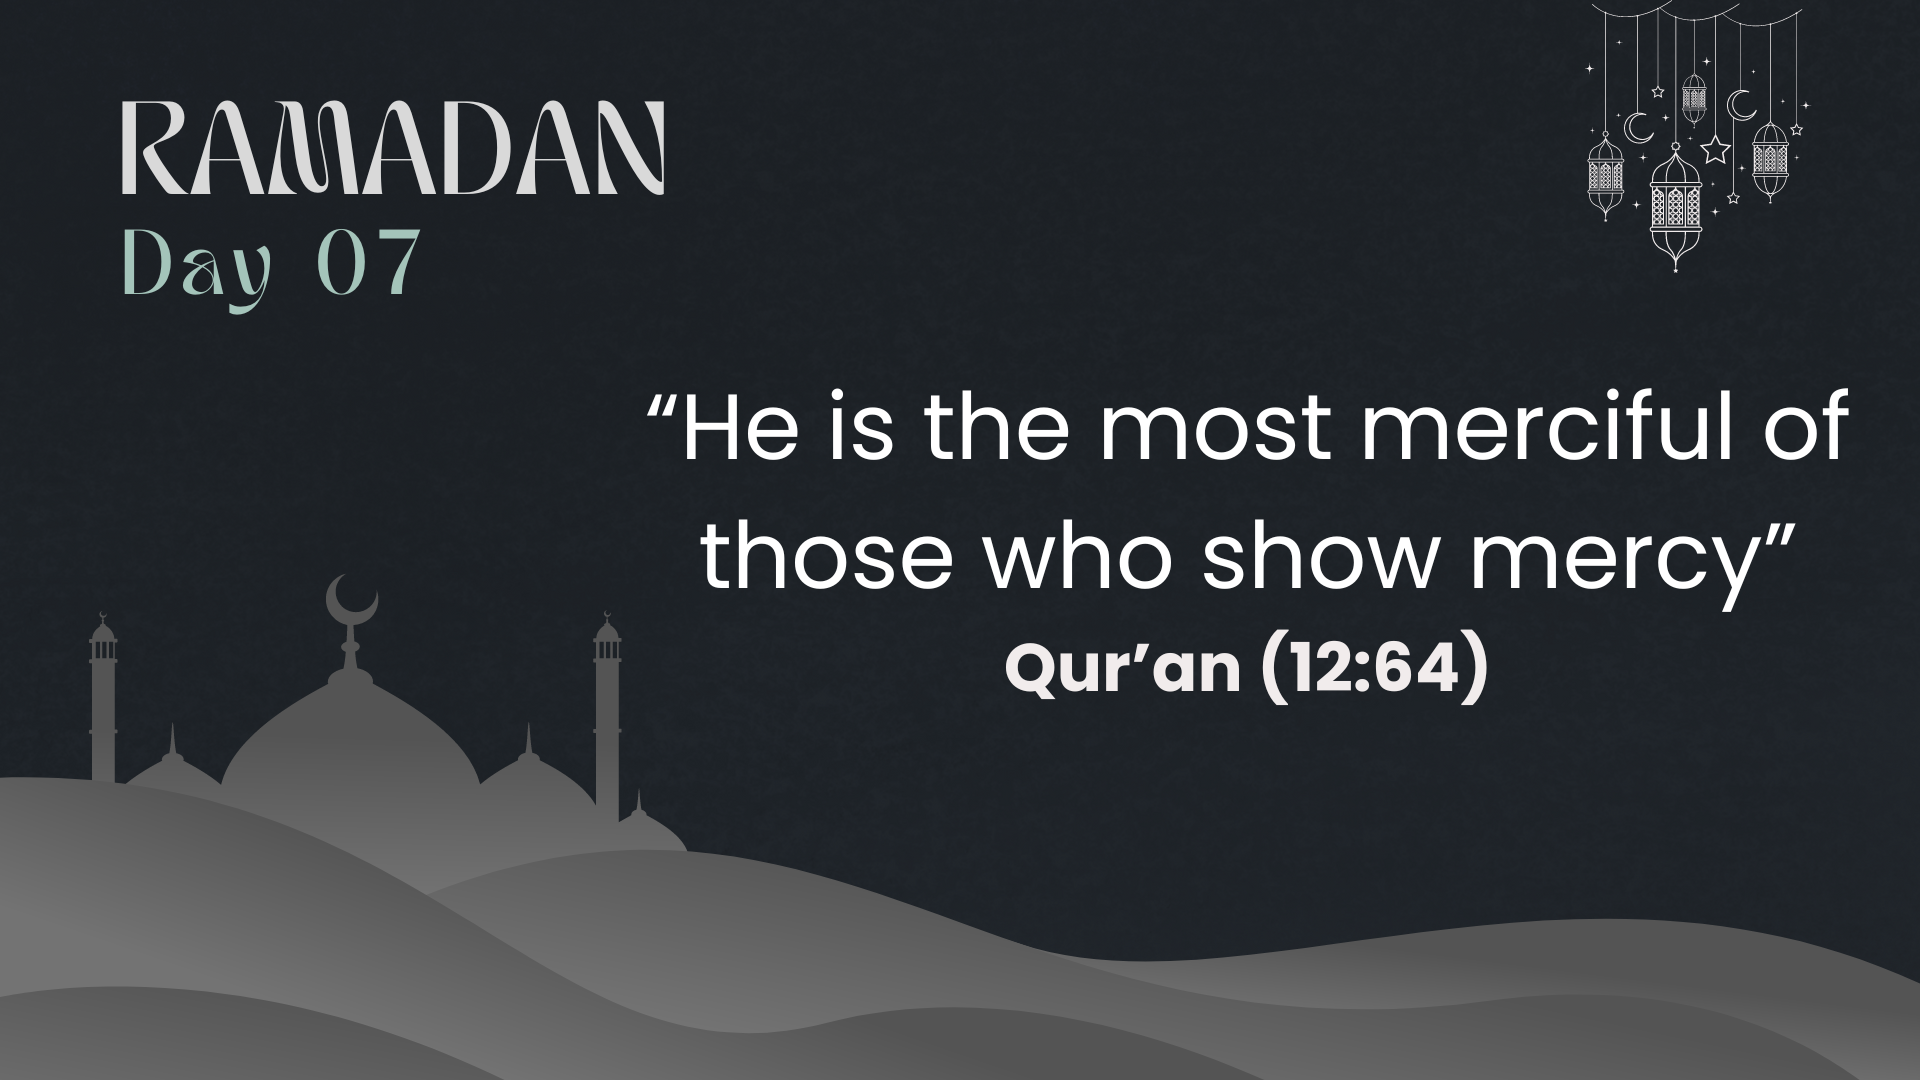 RAMADAN
Day 07
“He is the most merciful of
those who show mercy”
Qur’an (12:64)